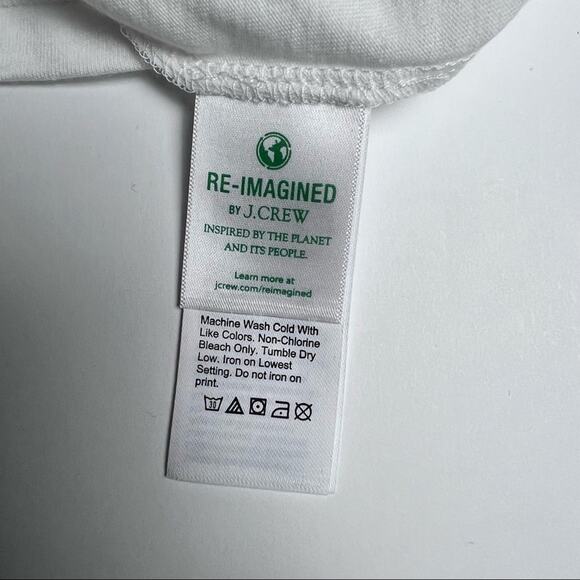 RE-IMAGINED
BY J.CREW
INSPIRED BY THE PLANET
AND ITS PEOPLE.
Learn more at
jcrew.com/reimagined
Machine Wash Cold With
Like Colors. Non-Chlorine
Bleach Only. Tumble Dry
Low. Iron on Lowest
Setting. Do not iron on
print.
30